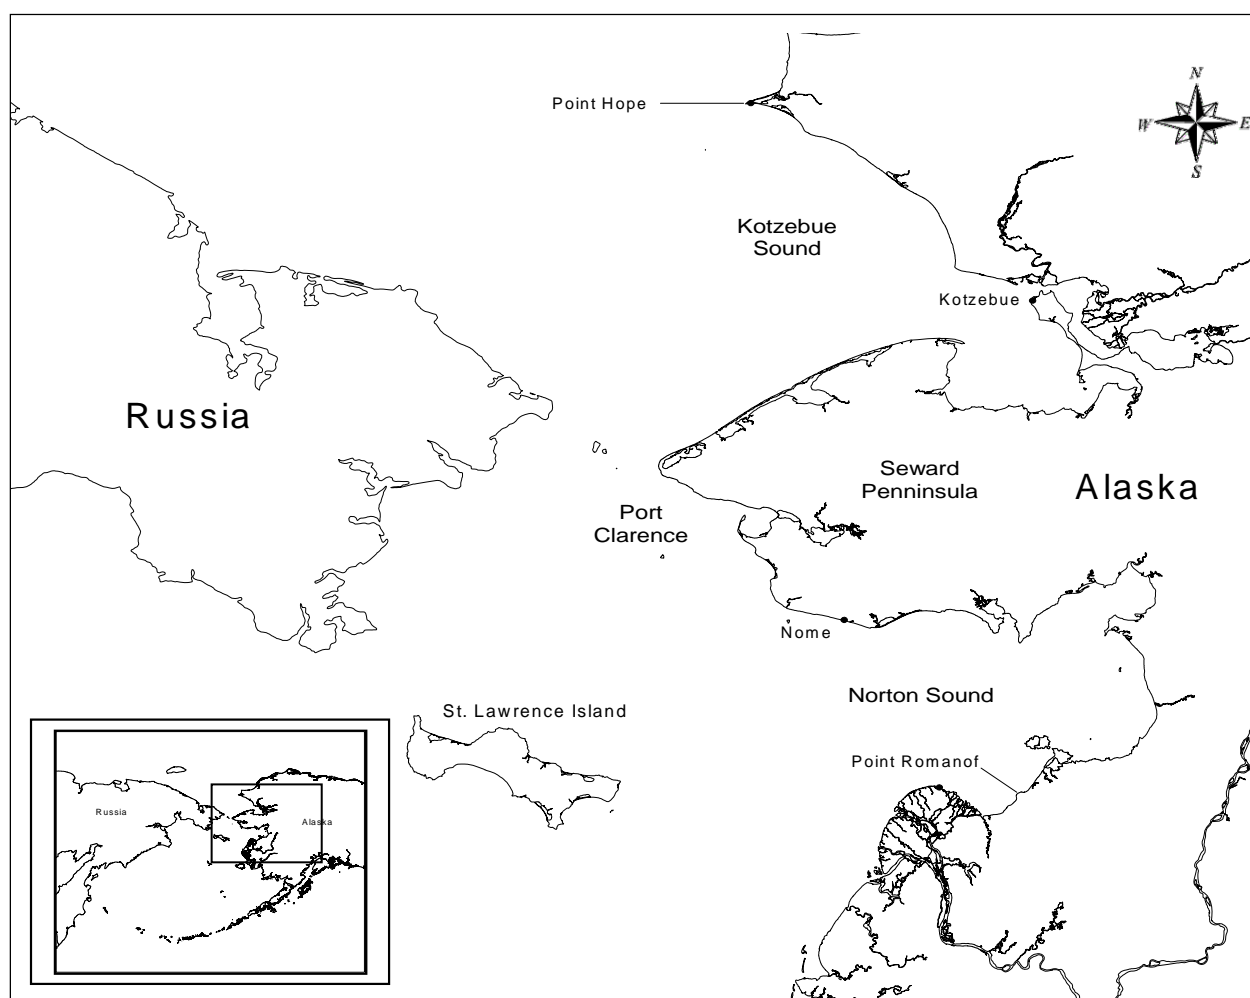 N
Point Hope
W
E
S
Kotzebue
Sound
Kotzebue
Russia
Seward
Penninsula
Alaska
Port
Clarence
Nome
Norton Sound
St. Lawrence Island
Point Romanof
Russia
Alaska